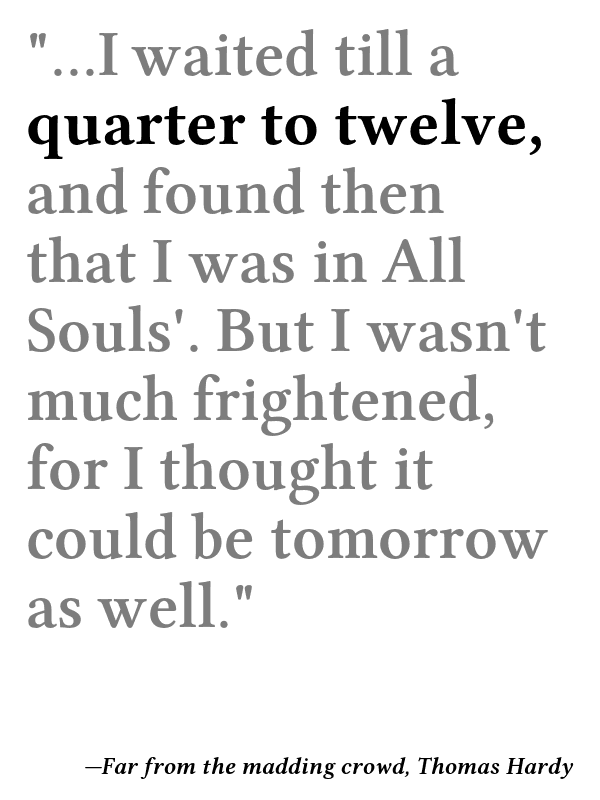 "...I waited till a
quarter to twelve,
and found then
that I was in All
Souls'. But I wasn't
much frightened,
for I thought it
could be tomorrow
as well."
—Far from the madding crowd, Thomas Hardy